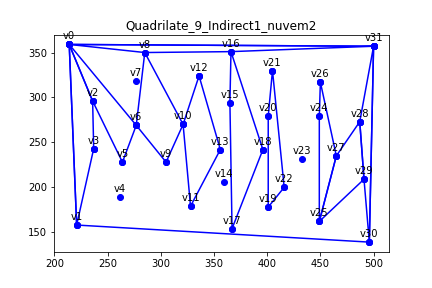 Quadrilate_9_Indirect1_nuvem2
v0
v31
v8
v16
350
v7
v12
v21
v26
300
v2
v15
v20
v24
v6
v10
v28
250
v3
v5
v9
v13
v18
v23
v27
200
v4
v14
v22
v29
v11
v19
v1
v17
v25
150
v30
200
250
300
350
400
450
500